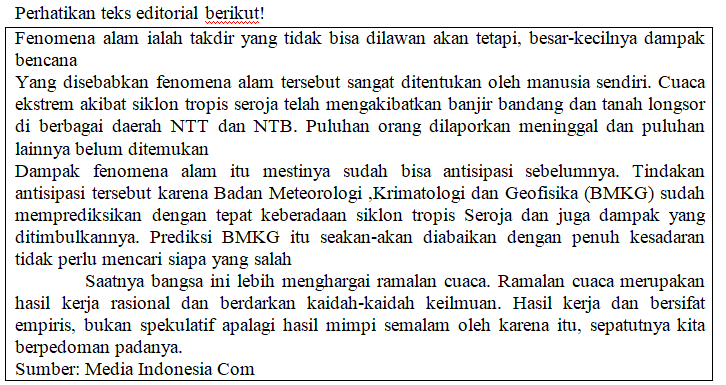 Perhatikan teks editorial berikut!
Fenomena alam ialah takdir yang tidak bisa dilawan akan tetapi, besar-kecilnya dampak
bencana
Yang disebabkan fenomena alam tersebut sangat ditentukan oleh manusia sendiri. Cuaca
ekstrem akibat siklon tropis seroja telah mengakibatkan banjir bandang dan tanah longsor
di berbagai daerah NTT dan NTB. Puluhan orang dilaporkan meninggal dan puluhan
lainnya belum ditemukan
Dampak fenomena alam itu mestinya sudah bisa antisipasi sebelumnya. Tindakan
antisipasi tersebut karena Badan Meteorologi ,Krimatologi dan Geofisika (BMKG) sudah
memprediksikan dengan tepat keberadaan siklon tropis Seroja dan juga dampak yang
ditimbulkannya. Prediksi BMKG itu seakan-akan diabaikan dengan penuh kesadaran
tidak perlu mencari siapa yang salah
Saatnya bangsa ini lebih menghargai ramalan cuaca. Ramalan cuaca merupakan
hasil kerja rasional dan berdarkan kaidah-kaidah keilmuan. Hasil kerja dan bersifat
empiris, bukan spekulatif apalagi hasil mimpi semalam oleh karena itu, sepatutnya kita
berpedoman padanya.
Sumber: Media Indonesia Com